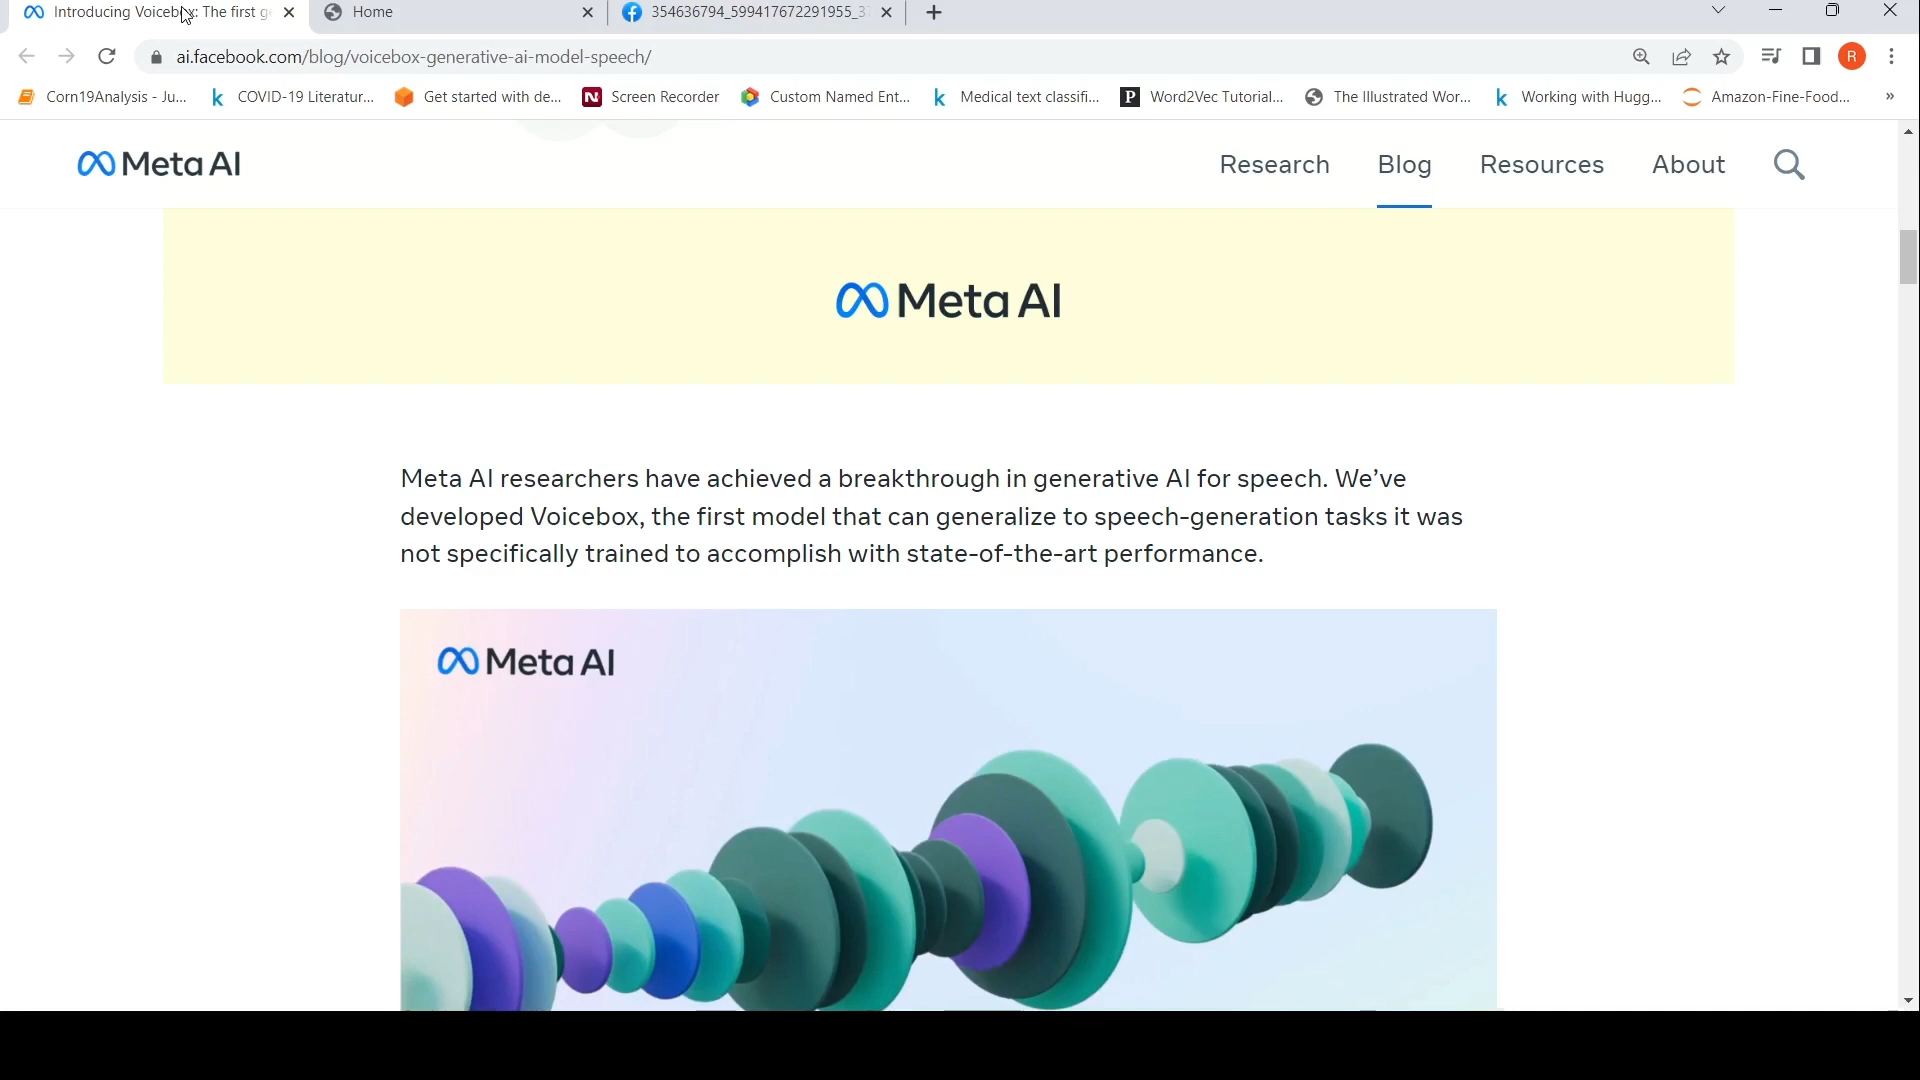 Introducing Voicebox: The first g
Home
354636794_599417672291955_3
ai.facebook.com/blog/voicebox-generative-ai-model-speech/
R
Corn19Analysis - Ju...
COVID-19 Literatur...
Get started with de...
N
Screen Recorder
Custom Named Ent...
k
Medical text classifi...
P
Word2Vec Tutorial...
The Illustrated Wor...
k
Working with Hugg...
Amazon-Fine-Food...
»
Meta AI
Research
Blog
Resources
About
Meta AI
Meta AI researchers have achieved a breakthrough in generative AI for speech. We’ve
developed Voicebox, the first model that can generalize to speech-generation tasks it was
not specifically trained to accomplish with state-of-the-art performance.
Meta AI